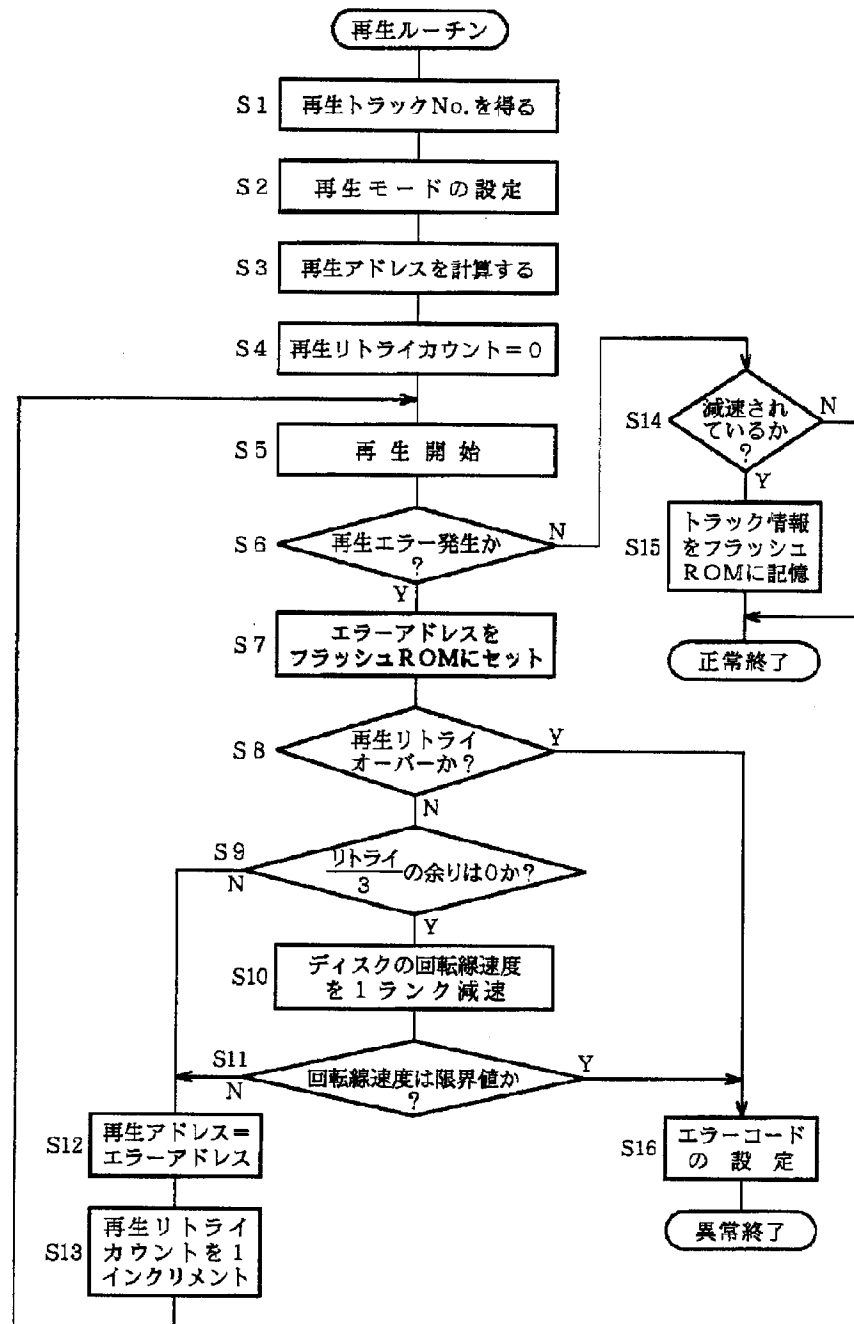 再生ルーチン
S1
再生トラックNo.を得る
S2
再生モードの設定
S3
再生アドレスを計算する
S4
再生リトライカウント=0
S5
再生開始
S6
再生エラー発生か
?
N
Y
S14
減速され
ているか
?
N
Y
S15
トラック情報
をフラッシュ
ROMに記憶
正常終了
S7
エラーアドレスを
フラッシュROMにセット
S8
再生リトライ
オーバーか?
Y
N
S9
リトライ
3
の余りは0か?
N
Y
S10
ディスクの回転線速度
を1ランク減速
S11
回転線速度は限界値か
?
N
Y
S12
再生アドレス=
エラーアドレス
S13
再生リトライ
カウントを1
インクリメント
S16
エラーコード
の設定
異常終了